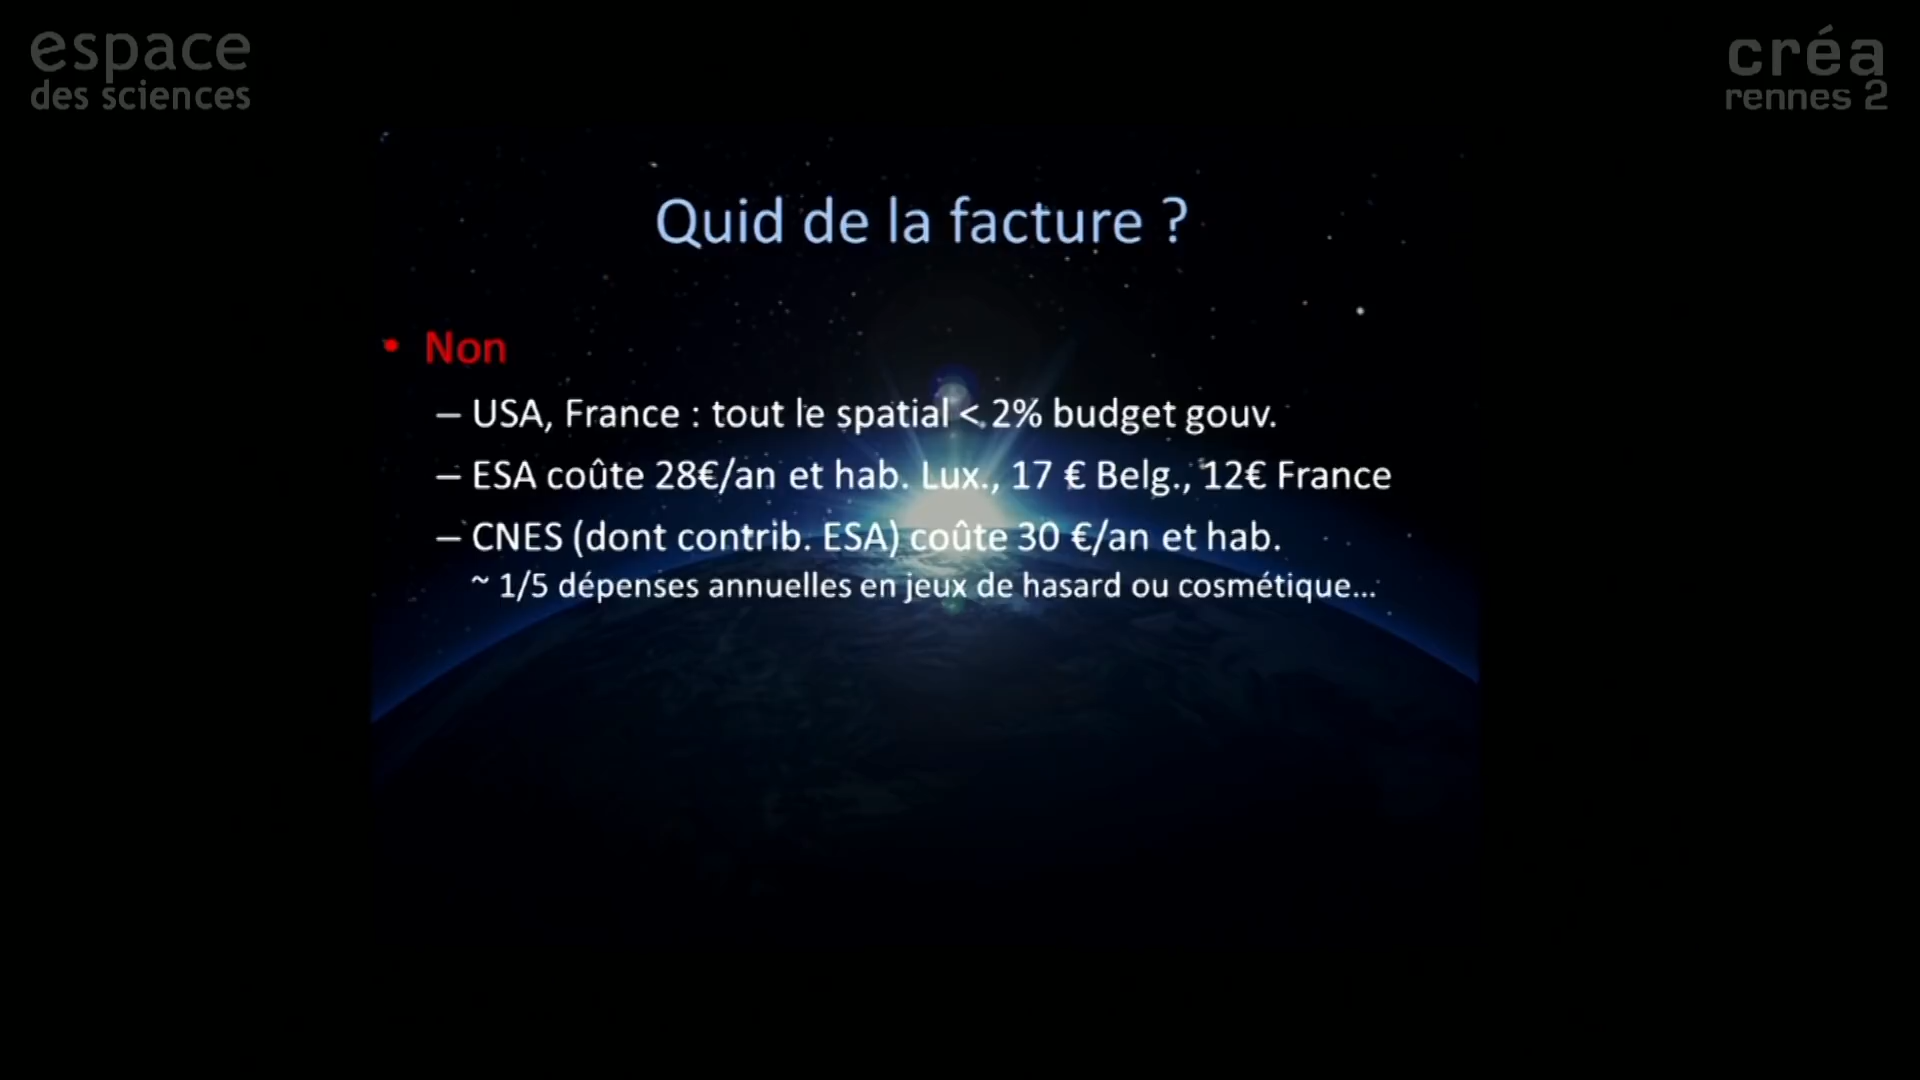 espace
des sciences
créa
rennes 2
Quid de la facture ?
• Non
– USA, France : tout le spatial < 2% budget gouv.
– ESA coûte 28€/an et hab. Lux., 17 € Belg., 12€ France
– CNES (dont contrib. ESA) coûte 30 €/an et hab.
~ 1/5 dépenses annuelles en jeux de hasard ou cosmétique...